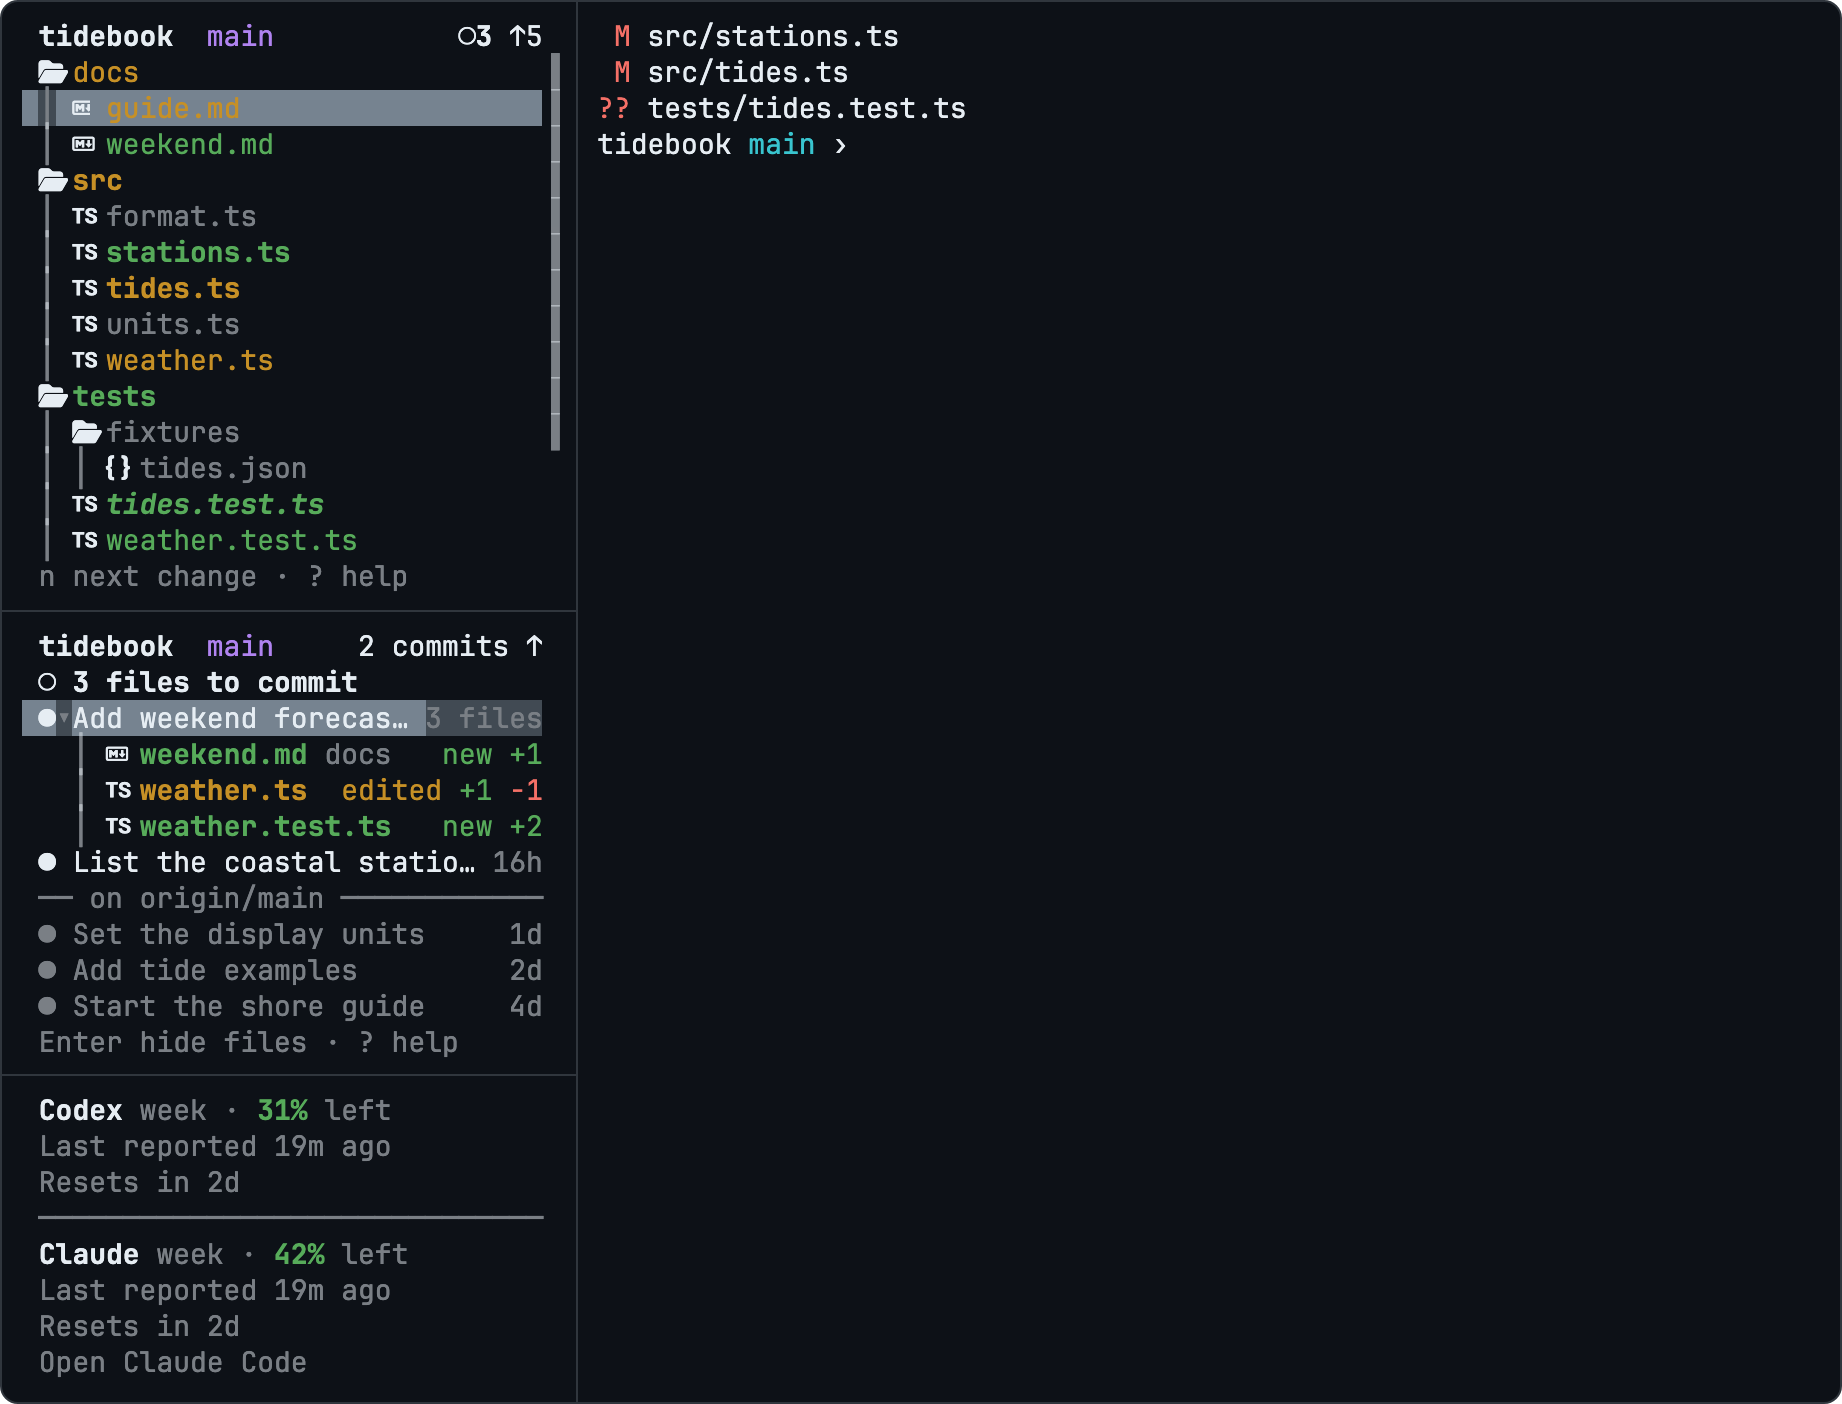 tidebook main ○3 ↑5
docs
guide.md
weekend.md
src
TS format.ts
TS stations.ts
TS tides.ts
TS units.ts
TS weather.ts
tests
fixtures
{} tides.json
TS tides.test.ts
TS weather.test.ts
n next change · ? help
tidebook main 2 commits ↑
○ 3 files to commit
● ▾ Add weekend forecas… 3 files
weekend.md docs new +1
TS weather.ts edited +1 -1
TS weather.test.ts new +2
● List the coastal statio… 16h
── on origin/main ────────────
● Set the display units 1d
● Add tide examples 2d
● Start the shore guide 4d
Enter hide files · ? help
Codex week · 31% left
Last reported 19m ago
Resets in 2d
Claude week · 42% left
Last reported 19m ago
Resets in 2d
Open Claude Code
M src/stations.ts
M src/tides.ts
?? tests/tides.test.ts
tidebook main ›